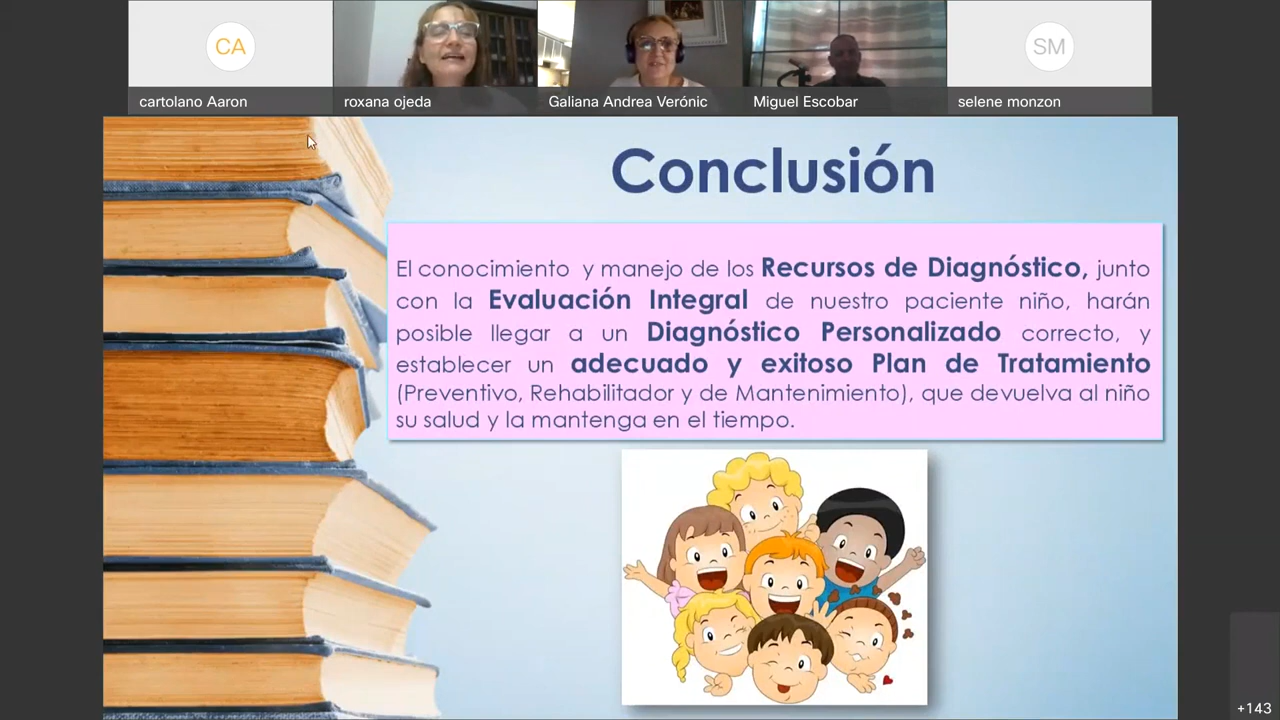 CA
SM
cartolano Aaron
roxana ojeda
Galiana Andrea Verónic
Miguel Escobar
selene monzon
Conclusión
El conocimiento y manejo de los Recursos de Diagnóstico, junto
con la Evaluación Integral de nuestro paciente niño, harán
posible llegar a un Diagnóstico Personalizado correcto, y
establecer un adecuado y exitoso Plan de Tratamiento
(Preventivo, Rehabilitador y de Mantenimiento), que devuelva al niño
su salud y la mantenga en el tiempo.
+143